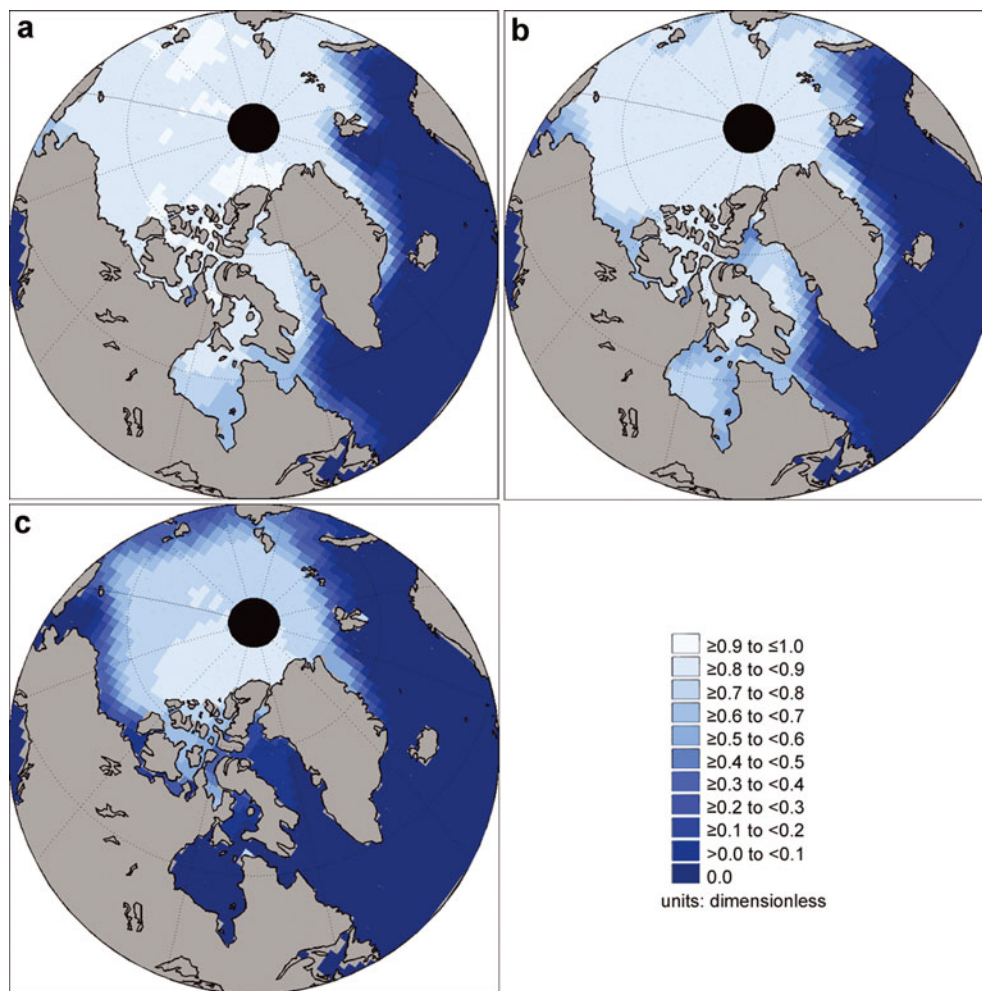 a
b
c
≥0.9 to ≤1.0
≥0.8 to <0.9
≥0.7 to <0.8
≥0.6 to <0.7
≥0.5 to <0.6
≥0.4 to <0.5
≥0.3 to <0.4
≥0.2 to <0.3
≥0.1 to <0.2
>0.0 to <0.1
0.0
units: dimensionless